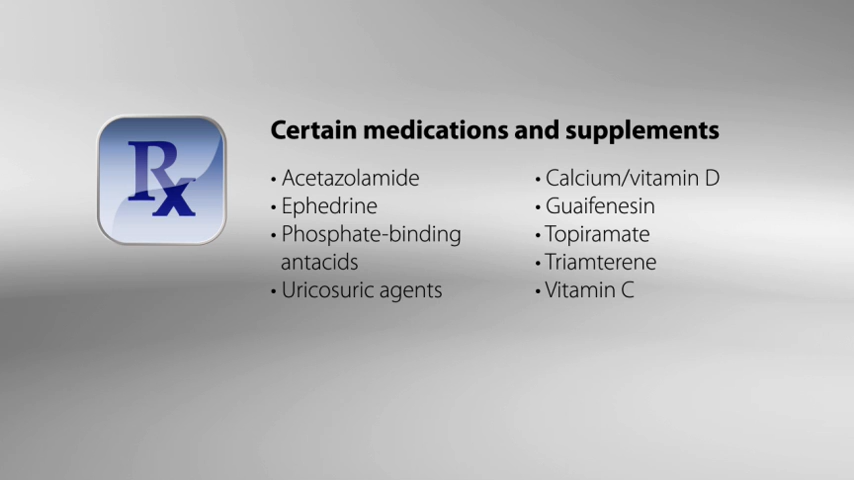 Rx
Certain medications and supplements
• Acetazolamide
• Ephedrine
• Phosphate-binding
antacids
• Uricosuric agents
• Calcium/vitamin D
• Guaifenesin
• Topiramate
• Triamterene
• Vitamin C